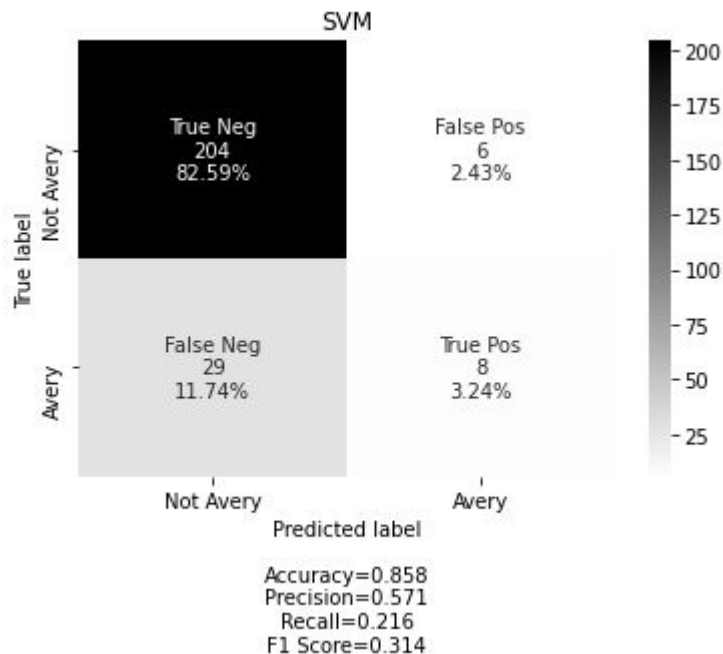 SVM
True Neg
204
82.59%
False Pos
6
2.43%
False Neg
29
11.74%
True Pos
8
3.24%
Not Avery
Avery
True label
Not Avery
Avery
Predicted label
200
175
150
125
100
75
50
25
Accuracy=0.858
Precision=0.571
Recall=0.216
F1 Score=0.314